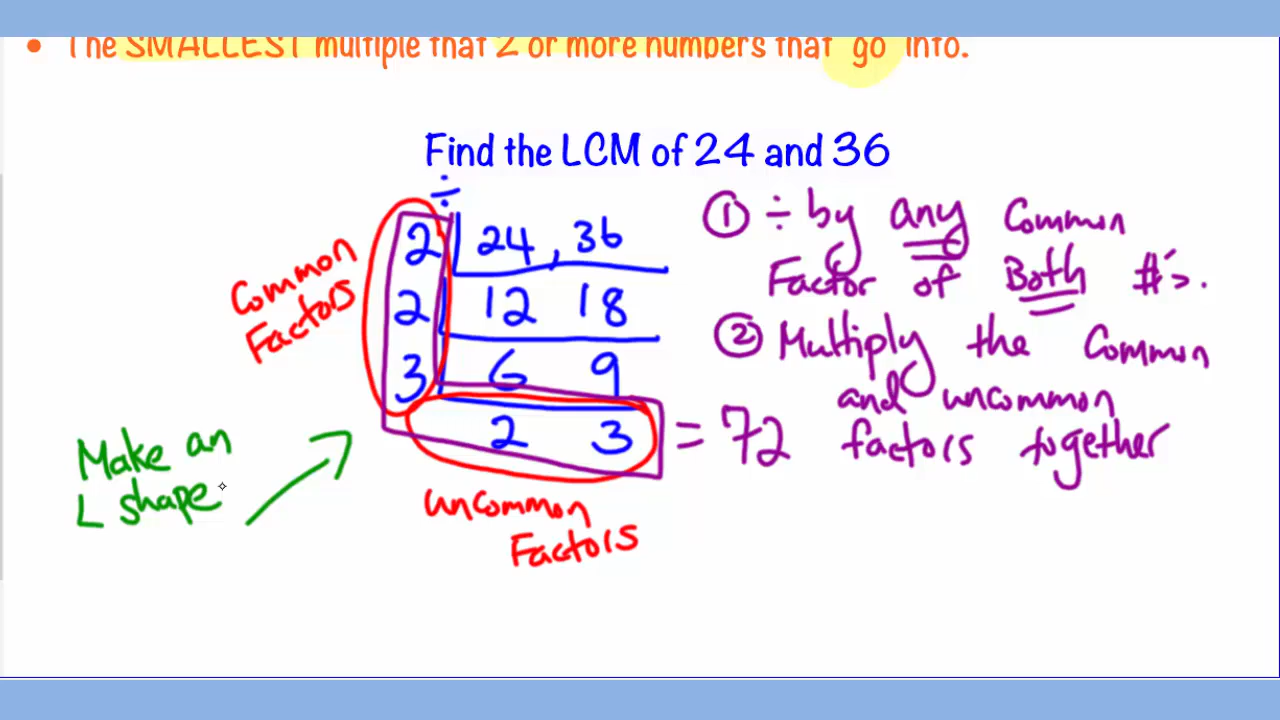 • The SMALLEST multiple that 2 or more numbers that go into.
Find the LCM of 24 and 36
÷
2 24, 36
2 12 18
3 6 9
2 3 = 72
Common
Factors
uncommon
Factors
Make an
L shape
① ÷ by any Common
Factor of Both #'s.
② Multiply the Common
and uncommon
factors together